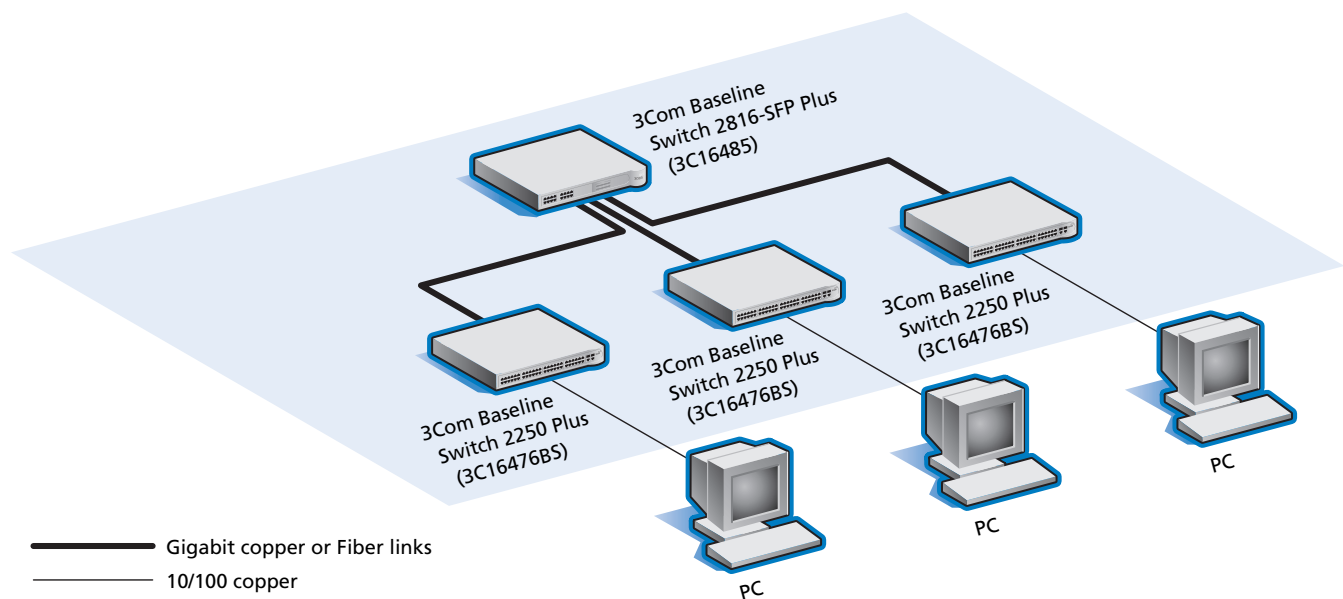 3Com Baseline
Switch 2816-SFP Plus
(3C16485)
3Com Baseline
Switch 2250 Plus
(3C16476BS)
3Com Baseline
Switch 2250 Plus
(3C16476BS)
3Com Baseline
Switch 2250 Plus
(3C16476BS)
PC
PC
PC
Gigabit copper or Fiber links
10/100 copper